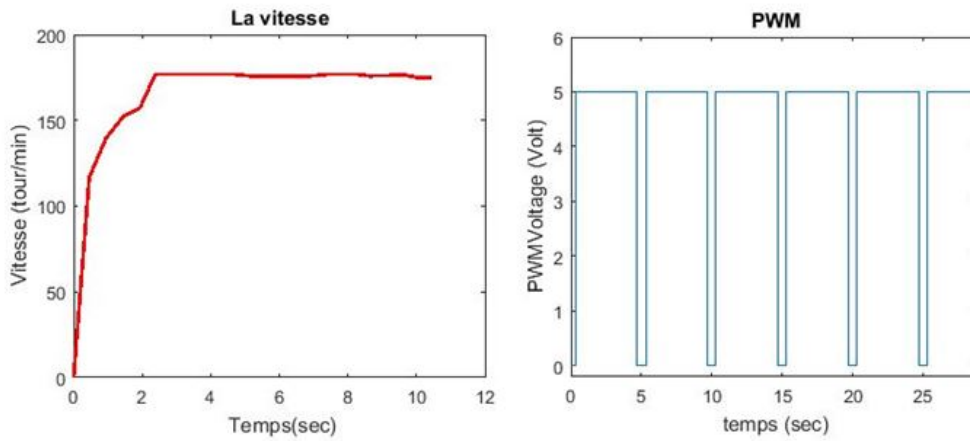 La vitesse
200
150
100
50
0
Vitesse (tour/min)
0 2 4 6 8 10 12
Temps(sec)
PWM
6
5
4
3
2
1
0
PWMVoltage (Volt)
0 5 10 15 20 25
temps (sec)